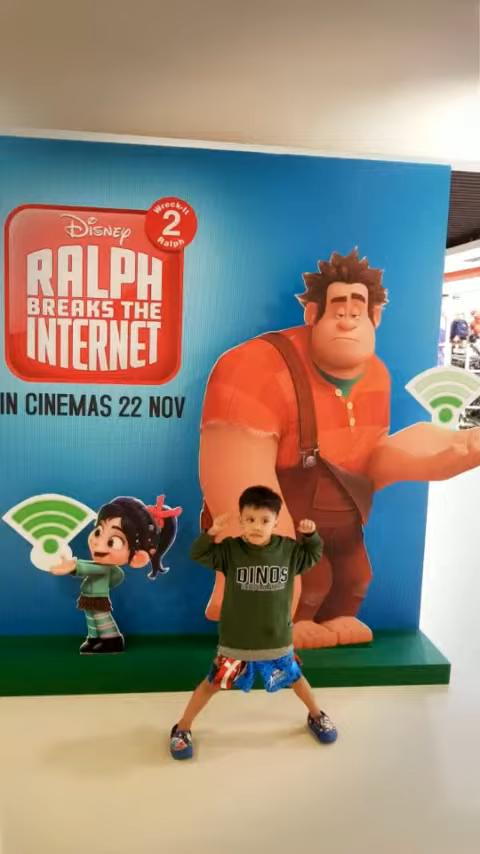 Disney
Wreck-It
2
Ralph
RALPH
BREAKS THE
INTERNET
IN CINEMAS 22 NOV
DINOS